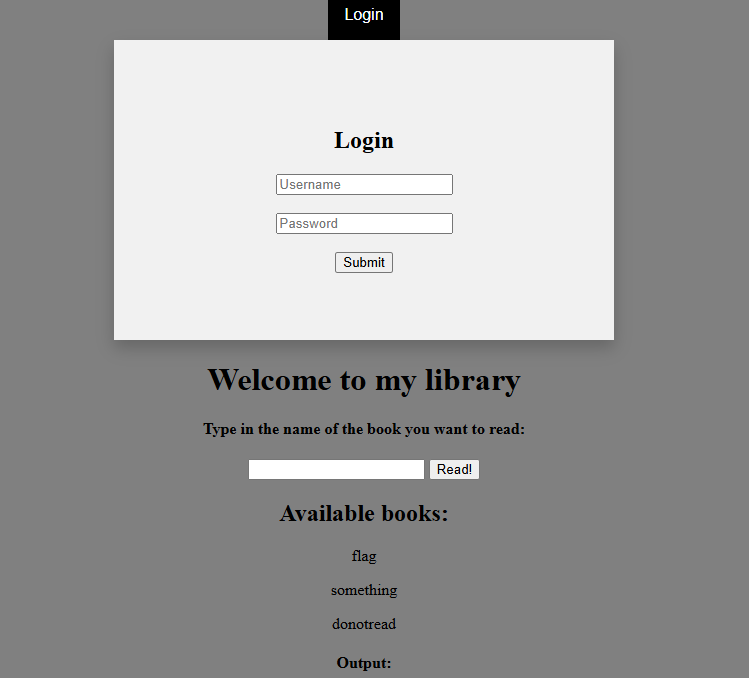 Login
Login
Username
Password
Submit
Welcome to my library
Type in the name of the book you want to read:
Read!
Available books:
flag
something
donotread
Output: